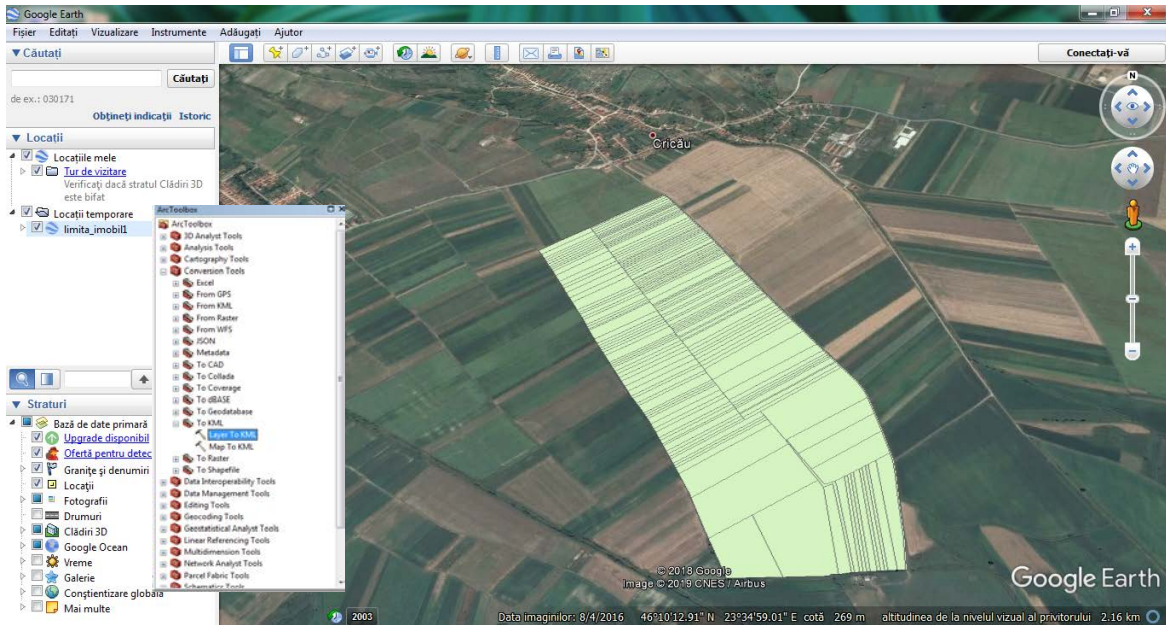 Google Earth
Fișier Editați Vizualizare Instrumente Adăugați Ajutor
Căutați
Conectați-vă
Căutați
de ex.: 030171
Obțineți indicații Istoric
Locații
Locațiile mele
Tur de vizitare
Verificați dacă stratul Clădiri 3D
este bifat
Locații temporare
limita_imobil1
ArcToolbox
ArcToolbox
3D Analyst Tools
Analysis Tools
Cartography Tools
Conversion Tools
Excel
From GPS
From KML
From Raster
From WFS
JSON
Metadata
To CAD
To Collada
To Coverage
To dBASE
To Geodatabase
To KML
Layer To KML
Map To KML
To Raster
To Shapefile
Data Interoperability Tools
Data Management Tools
Editing Tools
Geocoding Tools
Geostatistical Analyst Tools
Linear Referencing Tools
Multidimension Tools
Network Analyst Tools
Parcel Fabric Tools
Schematics Tools
Straturi
Bază de date primară
Upgrade disponibil
Ofertă pentru detec
Granițe și denumiri
Locații
Fotografii
Drumuri
Clădiri 3D
Google Ocean
Vreme
Galerie
Conștientizare globală
Mai multe
N
Cricău
© 2018 Google
Image © 2019 CNES / Airbus
Google Earth
2003
Data imaginilor: 8/4/2016 46°10'12.91" N 23°34'59.01" E cotă 269 m altitudinea de la nivelul vizual al privitorului 2.16 km